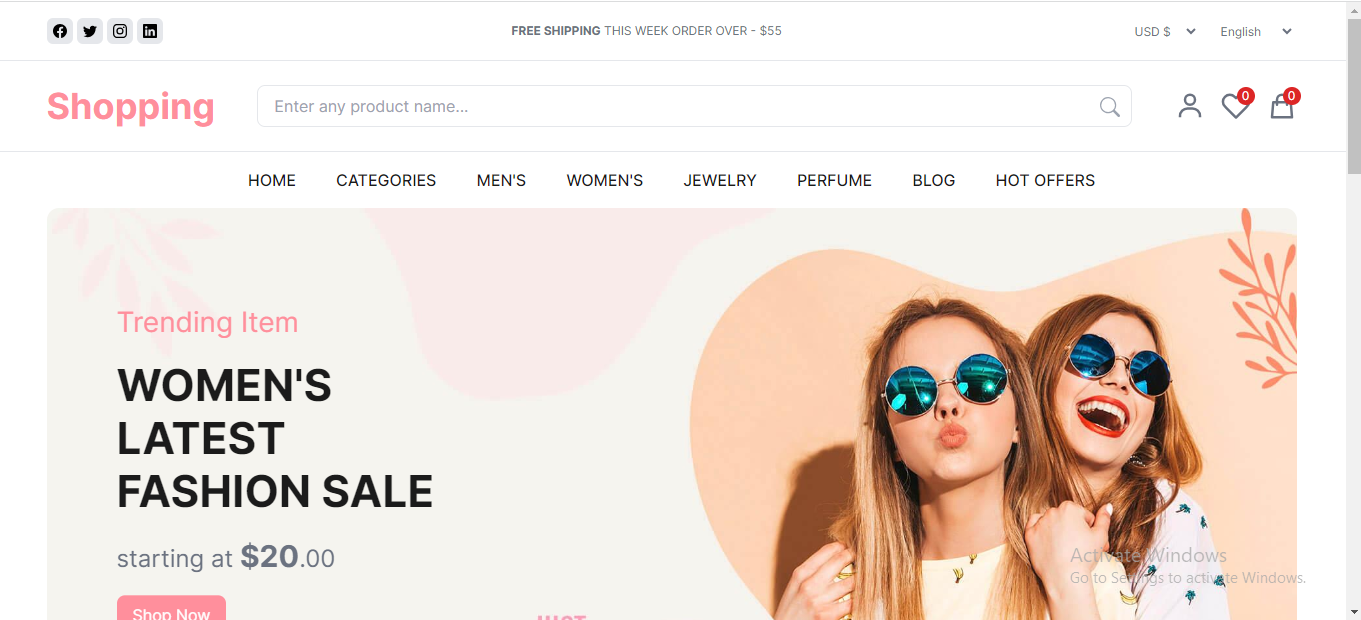 FREE SHIPPING THIS WEEK ORDER OVER - $55
USD $
English
Shopping
Enter any product name...
0
0
HOME
CATEGORIES
MEN'S
WOMEN'S
JEWELRY
PERFUME
BLOG
HOT OFFERS
Trending Item
WOMEN'S
LATEST
FASHION SALE
starting at $20.00
Shop Now
Activate Windows
Go to Settings to activate Windows.